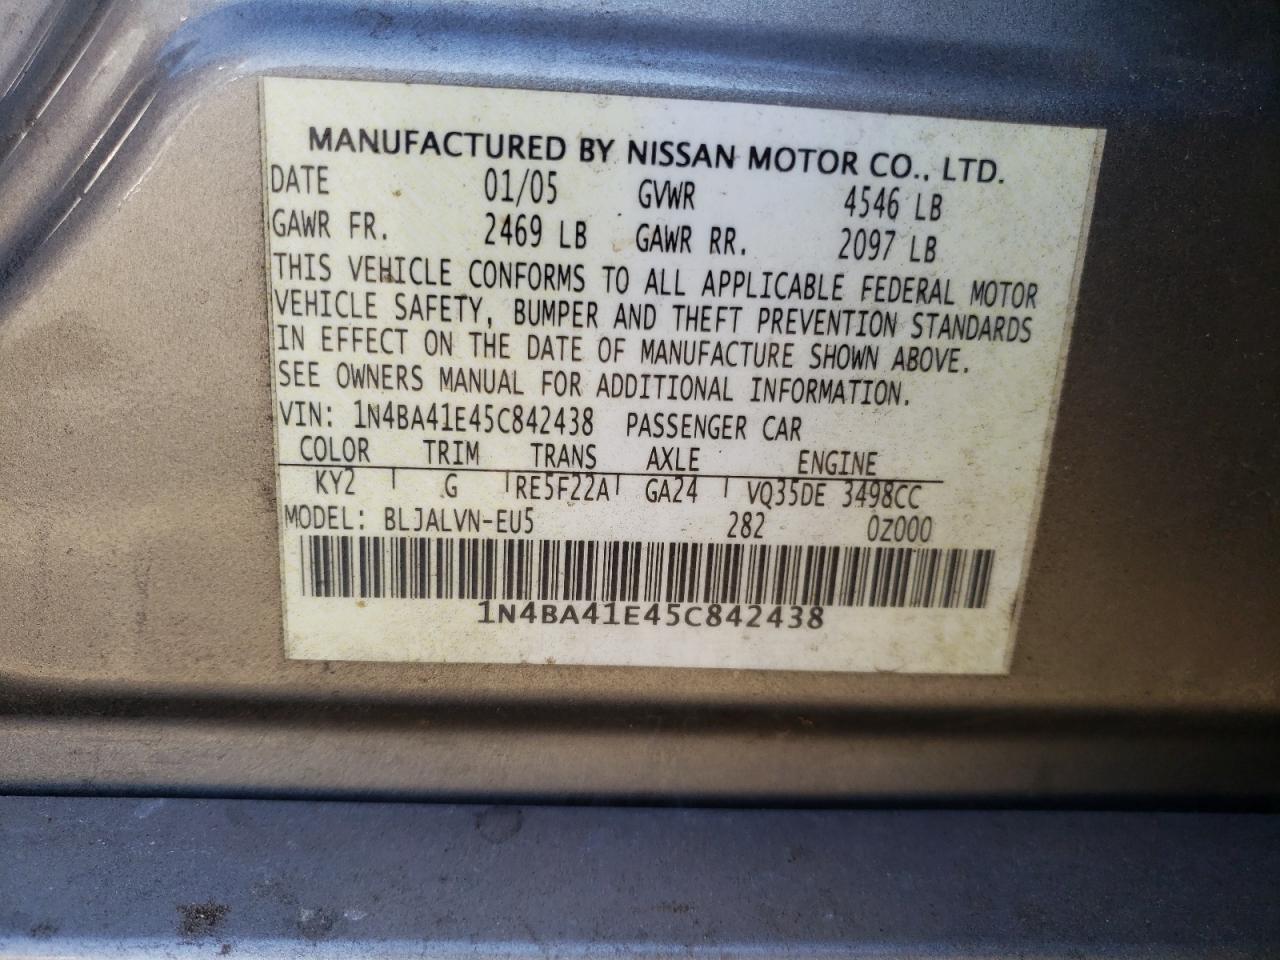 MANUFACTURED BY NISSAN MOTOR CO., LTD.
DATE 01/05 GVWR 4546 LB
GAWR FR. 2469 LB GAWR RR. 2097 LB
THIS VEHICLE CONFORMS TO ALL APPLICABLE FEDERAL MOTOR
VEHICLE SAFETY, BUMPER AND THEFT PREVENTION STANDARDS
IN EFFECT ON THE DATE OF MANUFACTURE SHOWN ABOVE.
SEE OWNERS MANUAL FOR ADDITIONAL INFORMATION.
VIN: 1N4BA41E45C842438 PASSENGER CAR
COLOR TRIM TRANS AXLE ENGINE
KY2 G RE5F22A GA24 VQ35DE 3498CC
MODEL: BLJALVN-EU5 282 0Z000
1N4BA41E45C842438